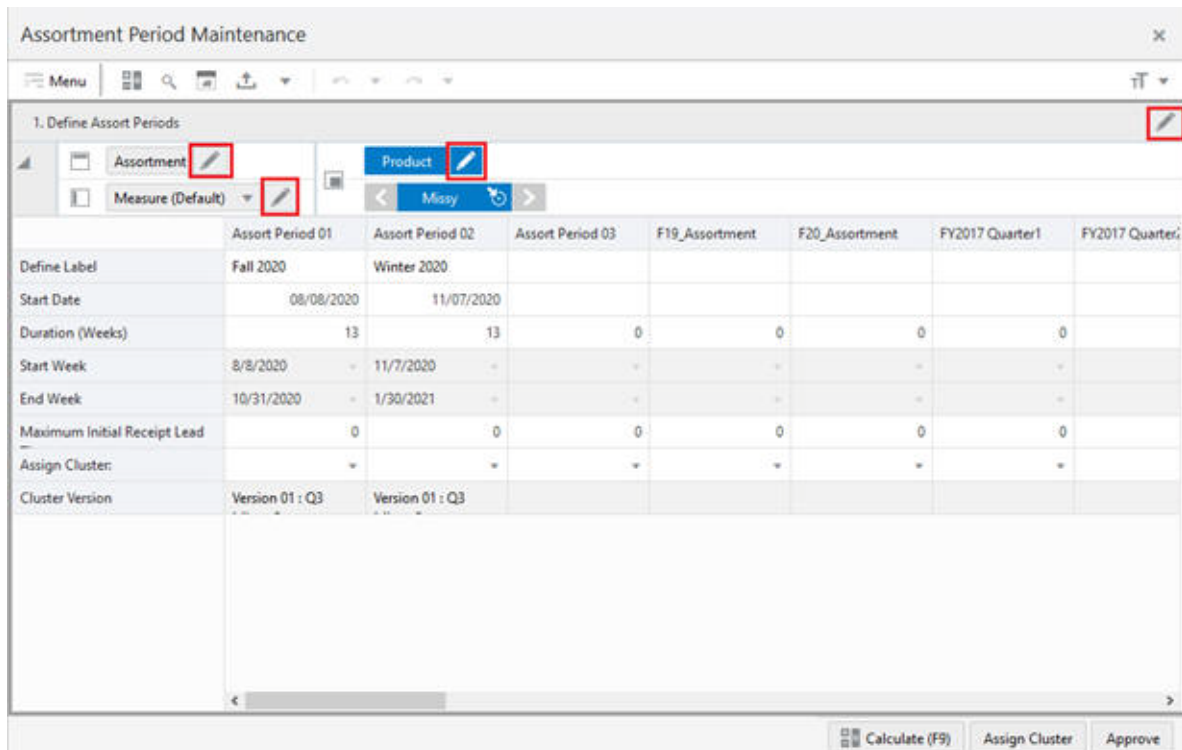 Assortment Period Maintenance
Menu
1. Define Assort Periods
Assortment Product
Measure (Default) Missy
Assort Period 01 Assort Period 02 Assort Period 03 F19_Assortment F20_Assortment FY2017 Quarter1 FY2017 Quarter2
Define Label Fall 2020 Winter 2020
Start Date 08/08/2020 11/07/2020
Duration (Weeks) 13 13 0 0 0 0
Start Week 8/8/2020 11/7/2020
End Week 10/31/2020 1/30/2021
Maximum Initial Receipt Lead 0 0 0 0 0 0
Assign Cluster:
Cluster Version Version 01 : Q3 Version 01 : Q3
Calculate (F9) Assign Cluster Approve